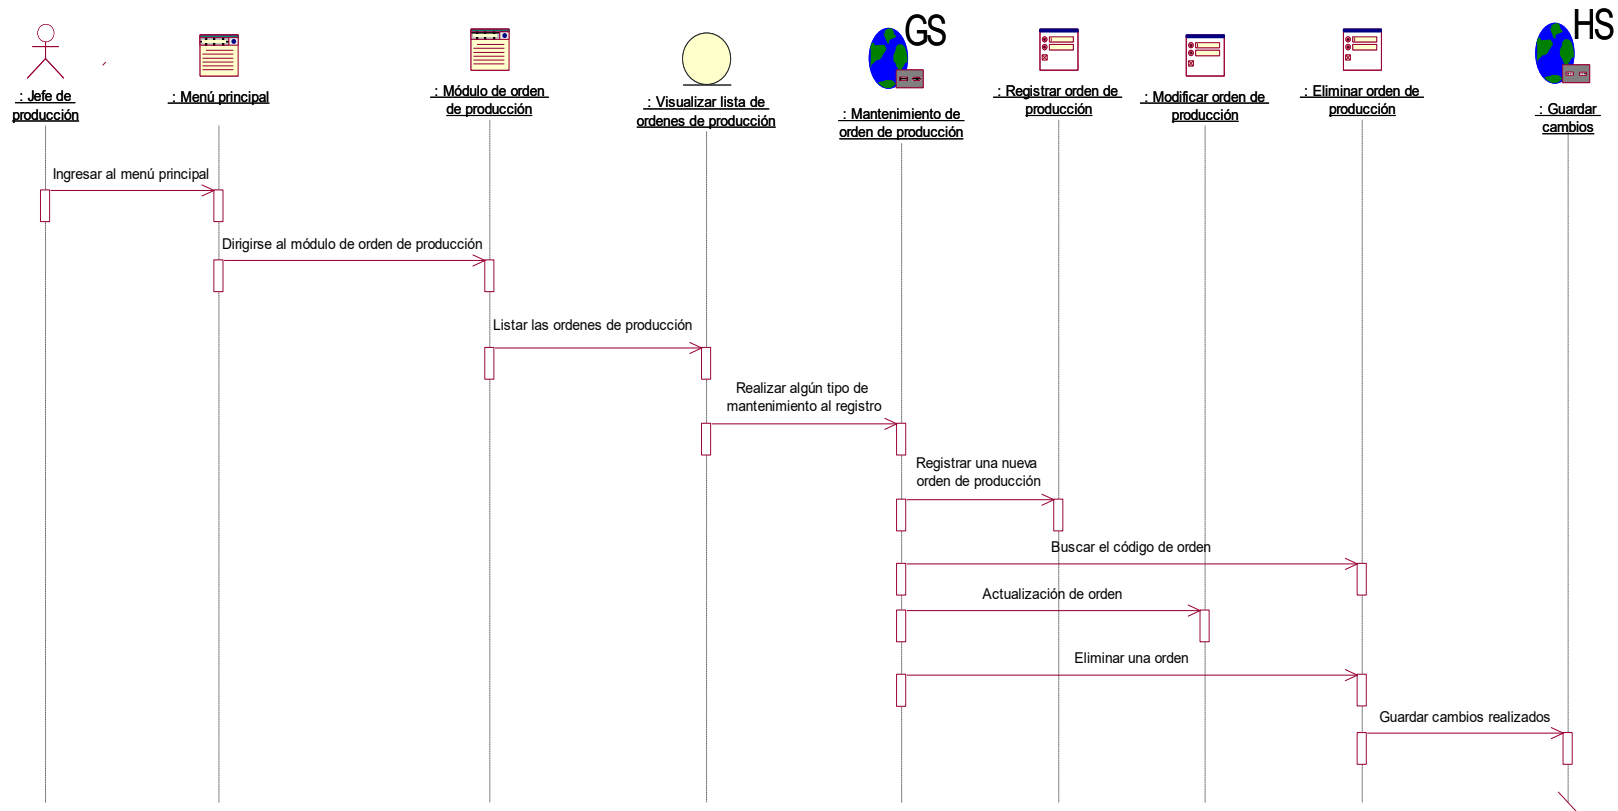 GS
HS
: Jefe de
producción
: Menú principal
: Módulo de orden
de producción
: Visualizar lista de
ordenes de producción
: Mantenimiento de
orden de producción
: Registrar orden de
producción
: Modificar orden de
producción
: Eliminar orden de
producción
: Guardar
cambios
Ingresar al menú principal
Dirigirse al módulo de orden de producción
Listar las ordenes de producción
Realizar algún tipo de
mantenimiento al registro
Registrar una nueva
orden de producción
Buscar el código de orden
Actualización de orden
Eliminar una orden
Guardar cambios realizados